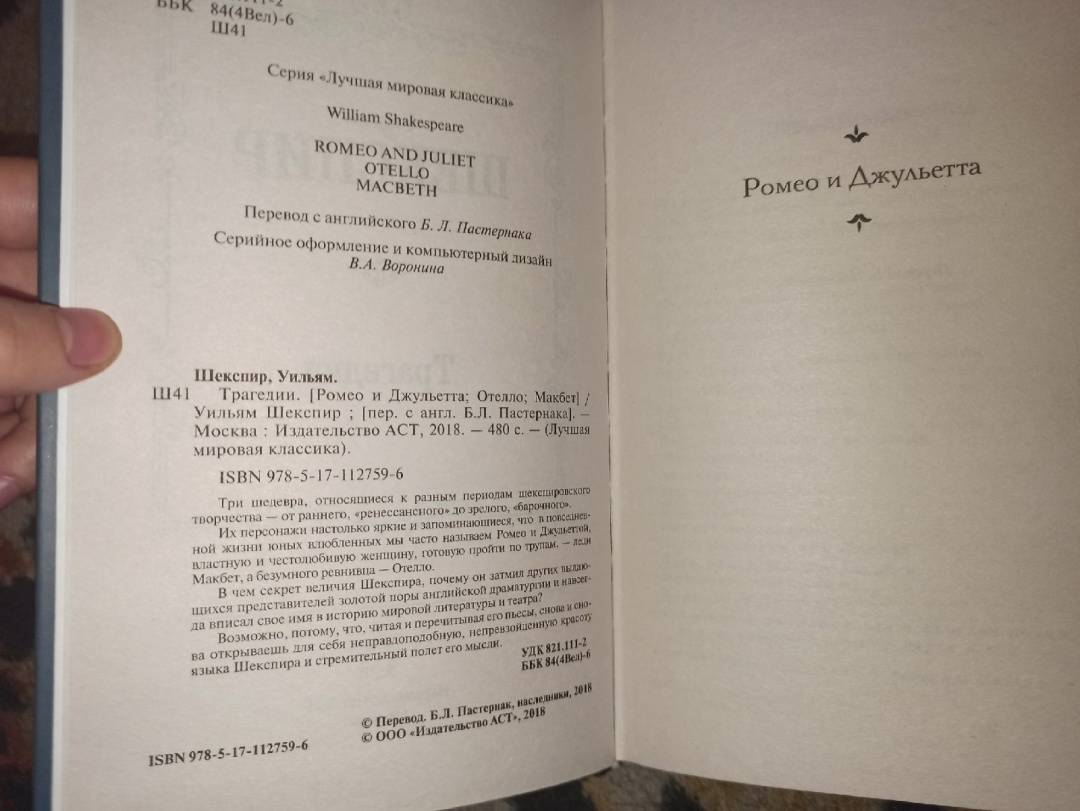 ББК 84(4Вел)-6
Ш41
Серия «Лучшая мировая классика»
William Shakespeare
ROMEO AND JULIET
OTELLO
MACBETH
Перевод с английского Б. Л. Пастернака
Серийное оформление и компьютерный дизайн
В.А. Воронина
Шекспир, Уильям.
Ш41 Трагедии. [Ромео и Джульетта; Отелло; Макбет] /
Уильям Шекспир ; [пер. с англ. Б.Л. Пастернака]. —
Москва : Издательство АСТ, 2018. — 480 с. — (Лучшая
мировая классика).
ISBN 978-5-17-112759-6
Три шедевра, относящиеся к разным периодам шекспировского
творчества — от раннего, «ренессансного» до зрелого, «барочного».
Их персонажи настолько яркие и запоминающиеся, что в повседнев-
ной жизни юных влюбленных мы часто называем Ромео и Джульеттой,
властную и честолюбивую женщину, готовую пройти по трупам, — леди
Макбет, а безумного ревнивца — Отелло.
В чем секрет величия Шекспира, почему он затмил других выдаю-
щихся представителей золотой поры английской драматургии и навсег-
да вписал свое имя в историю мировой литературы и театра?
Возможно, потому, что, читая и перечитывая его пьесы, снова и сно-
ва открываешь для себя неправдоподобную, непревзойденную красоту
языка Шекспира и стремительный полет его мысли.
УДК 821.111-2
ББК 84(4Вел)-6
© Перевод. Б.Л. Пастернак, наследники, 2018
© ООО «Издательство АСТ», 2018
ISBN 978-5-17-112759-6
Ромео и Джульетта